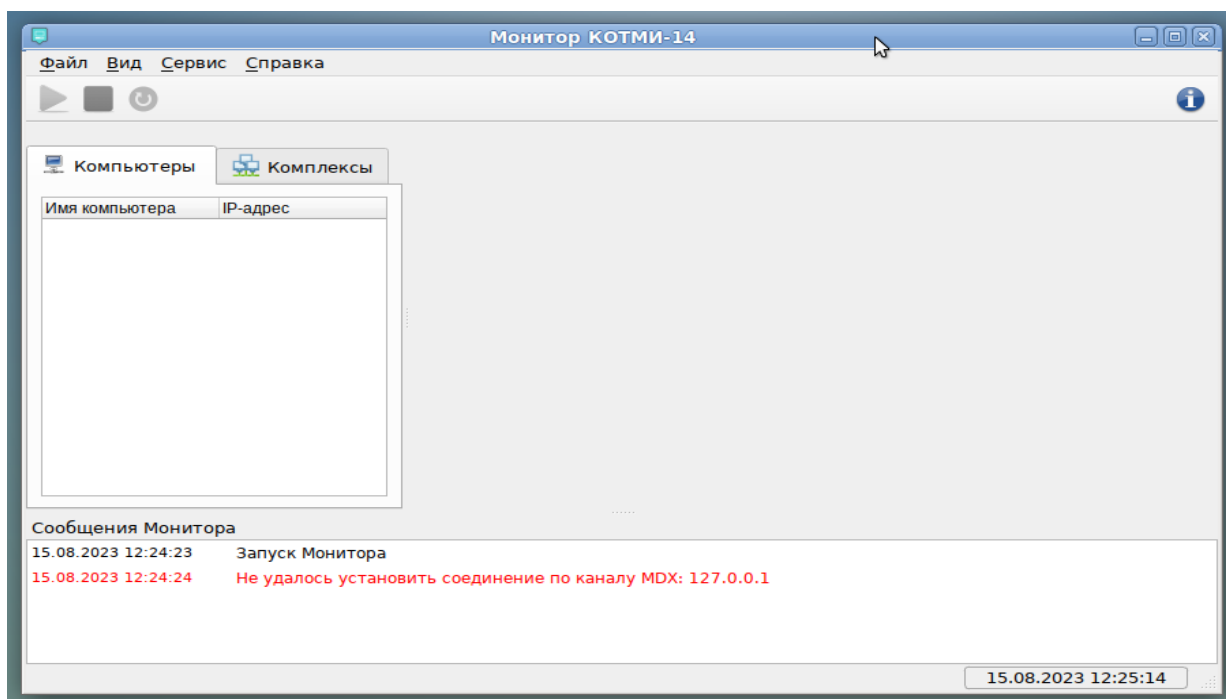 Монитор КОТМИ-14
Файл Вид Сервис Справка
Компьютеры Комплексы
Имя компьютера IP-адрес
Сообщения Монитора
15.08.2023 12:24:23 Запуск Монитора
15.08.2023 12:24:24 Не удалось установить соединение по каналу MDX: 127.0.0.1
15.08.2023 12:25:14